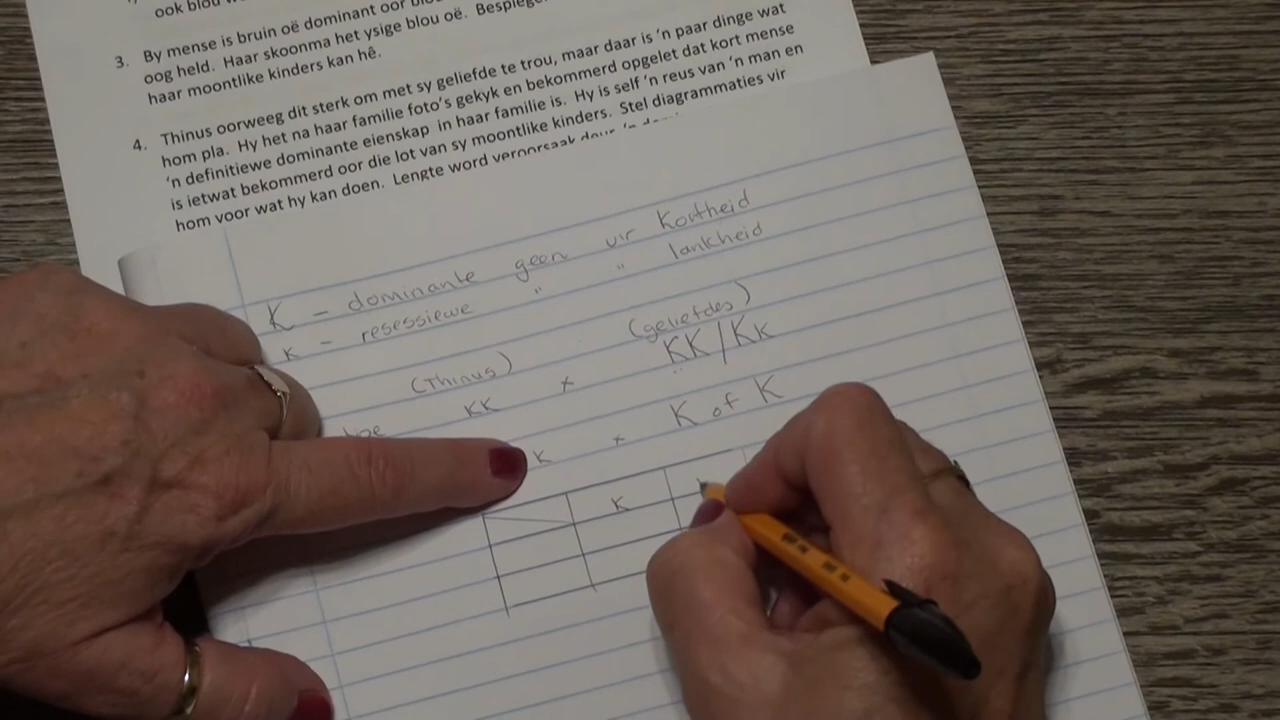 ook blou
3. By mense is bruin oë dominant oor
oog held. Haar skoonma het ysige blou oë.
haar moontlike kinders kan hê.
4. Thinus oorweeg dit sterk om met sy geliefde te trou, maar daar is 'n paar dinge wat
hom pla. Hy het na haar familie foto's gekyk en bekommerd opgelet dat kort mense
'n definitiewe dominante eienskap in haar familie is. Hy is self 'n reus van 'n man en
is ietwat bekommerd oor die lot van sy moontlike kinders. Stel diagrammaties vir
hom voor wat hy kan doen. Lengte word veroorsaak deur 'n
K - dominante geen vir Kortheid
k - resessiewe " " lankheid
(Thinus) (geliefdes)
kk x KK/Kk
k x K of K
k